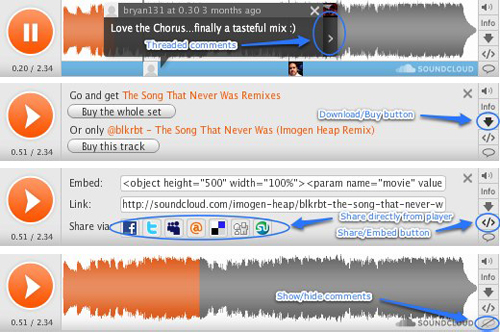 bryan131 at 0.30 3 months ago
Love the Chorus...finally a tasteful mix :)
Threaded comments
SOUNDCLOUD
0.20 / 2.34
Go and get The Song That Never Was Remixes
Buy the whole set
Or only @blkrbt - The Song That Never Was (Imogen Heap Remix)
Buy this track
Download/Buy button
Info
0.51 / 2.34
Embed: <object height="500" width="100%"><param name="movie" value
Link: http://soundcloud.com/imogen-heap/blkrbt-the-song-that-never-w
Share via
Share directly from player
Share/Embed button
Info
0.51 / 2.34
Info
Show/hide comments
SOUNDCLOUD
0.51 / 2.34